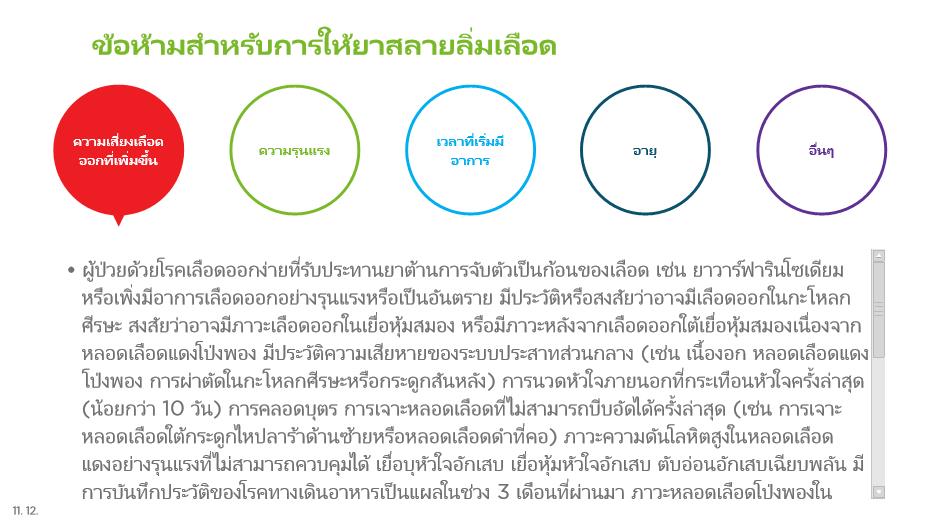 ข้อห้ามสำหรับการให้ยาสลายลิ่มเลือด
ความเสี่ยงเลือด
ออกที่เพิ่มขึ้น
ความรุนแรง
เวลาที่เริ่มมี
อาการ
อายุ
อื่นๆ
• ผู้ป่วยด้วยโรคเลือดออกง่ายที่รับประทานยาต้านการจับตัวเป็นก้อนของเลือด เช่น ยาวาร์ฟารินโซเดียม
หรือเพิ่งมีอาการเลือดออกอย่างรุนแรงหรือเป็นอันตราย มีประวัติหรือสงสัยว่าอาจมีเลือดออกในกะโหลก
ศีรษะ สงสัยว่าอาจมีภาวะเลือดออกในเยื่อหุ้มสมอง หรือมีภาวะหลังจากเลือดออกใต้เยื่อหุ้มสมองเนื่องจาก
หลอดเลือดแดงโป่งพอง มีประวัติความเสียหายของระบบประสาทส่วนกลาง (เช่น เนื้องอก หลอดเลือดแดง
โป่งพอง การผ่าตัดในกะโหลกศีรษะหรือกระดูกสันหลัง) การนวดหัวใจภายนอกที่กระเทือนหัวใจครั้งล่าสุด
(น้อยกว่า 10 วัน) การคลอดบุตร การเจาะหลอดเลือดที่ไม่สามารถบีบอัดได้ครั้งล่าสุด (เช่น การเจาะ
หลอดเลือดใต้กระดูกไหปลาร้าด้านซ้ายหรือหลอดเลือดดำที่คอ) ภาวะความดันโลหิตสูงในหลอดเลือด
แดงอย่างรุนแรงที่ไม่สามารถควบคุมได้ เยื่อบุหัวใจอักเสบ เยื่อหุ้มหัวใจอักเสบ ตับอ่อนอักเสบเฉียบพลัน มี
การบันทึกประวัติของโรคทางเดินอาหารเป็นแผลในช่วง 3 เดือนที่ผ่านมา ภาวะหลอดเลือดโป่งพองใน
11. 12.